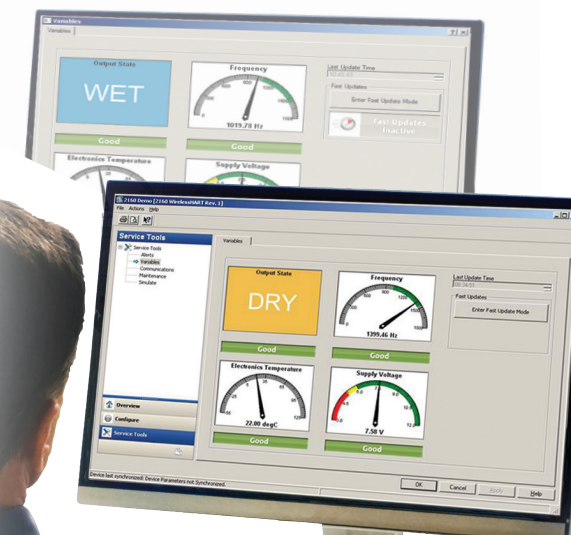 Variables
Variables
Output State
WET
Good
Frequency
1019.78 Hz
Good
Last Update Time
Fast Updates
Enter Fast Update Mode
Fast Updates
Inactive
Electronics Temperature
Supply Voltage
2160 Demo [2160 WirelessHART Rev. 1]
File Actions Help
Service Tools
Service Tools
Alerts
Variables
Communications
Maintenance
Simulate
Overview
Configure
Service Tools
Variables
Output State
DRY
Good
Frequency
1399.46 Hz
Good
Last Update Time
Fast Updates
Enter Fast Update Mode
Electronics Temperature
22.00 degC
Good
Supply Voltage
7.58 V
Good
Device last synchronized: Device Parameters not Synchronized.
OK
Cancel
Apply
Help